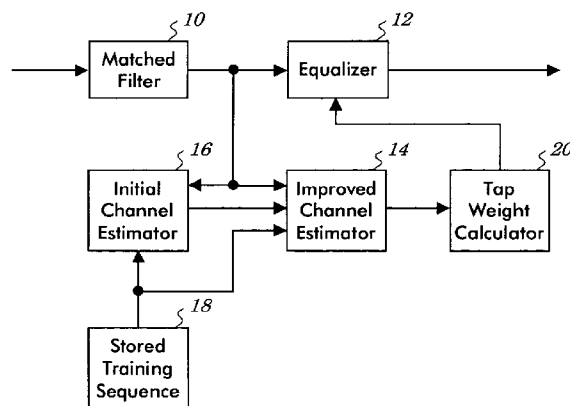 10
Matched
Filter
12
Equalizer
16
Initial
Channel
Estimator
14
Improved
Channel
Estimator
20
Tap
Weight
Calculator
18
Stored
Training
Sequence